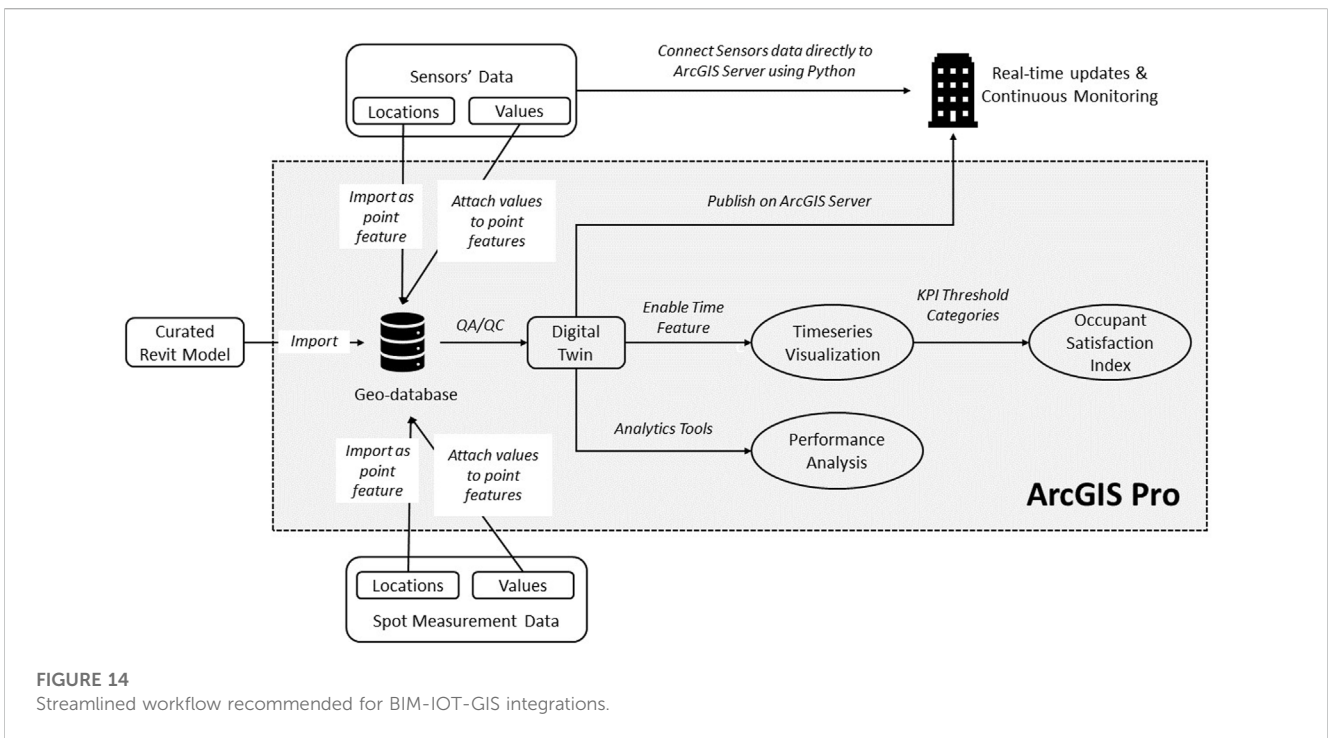 Connect Sensors data directly to
ArcGIS Server using Python
Sensors' Data
Locations
Values
Real-time updates &
Continuous Monitoring
Import as
point
feature
Attach values
to point
features
Publish on ArcGIS Server
Curated
Revit Model
Import
Geo-database
QA/QC
Digital
Twin
Enable Time
Feature
Timeseries
Visualization
KPI Threshold
Categories
Occupant
Satisfaction
Index
Analytics Tools
Performance
Analysis
Import as
point
feature
Attach values
to point
features
ArcGIS Pro
Locations
Values
Spot Measurement Data
FIGURE 14
Streamlined workflow recommended for BIM-IOT-GIS integrations.